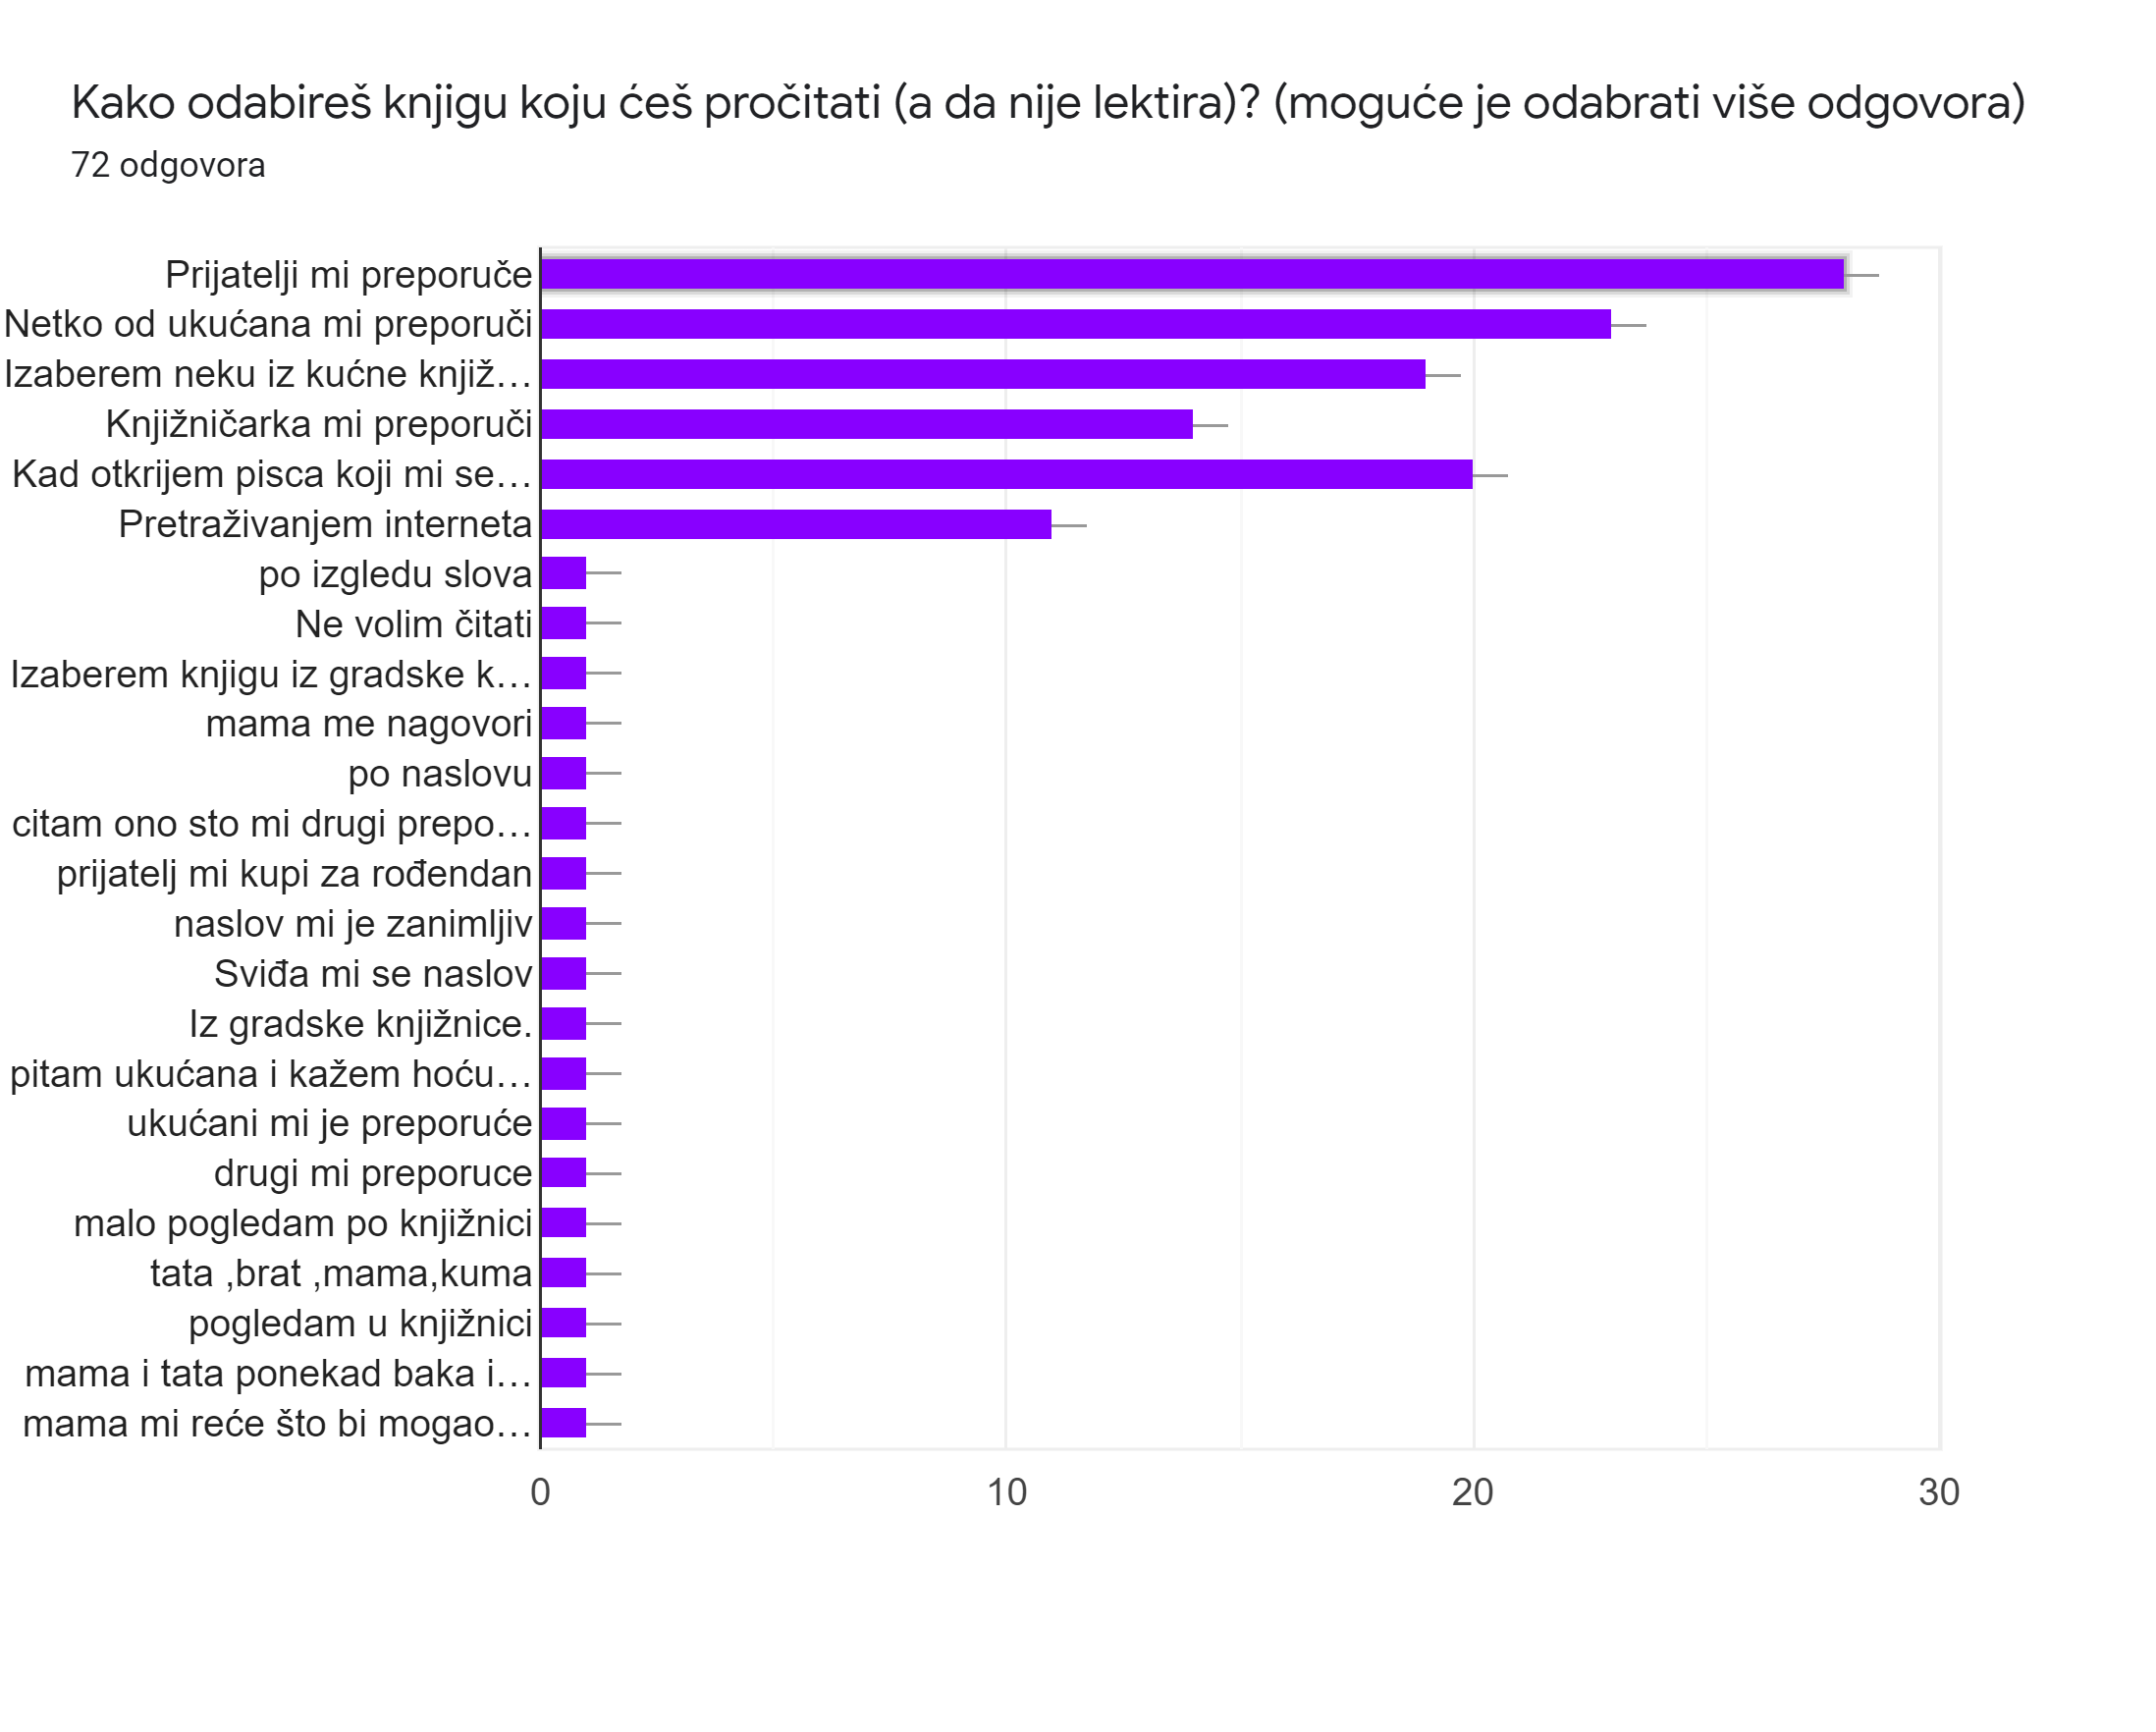 Kako odabireš knjigu koju ćeš pročitati (a da nije lektira)? (moguće je odabrati više odgovora)
72 odgovora
Prijatelji mi preporuče
Netko od ukućana mi preporuči
Izaberem neku iz kućne knjiž…
Knjižničarka mi preporuči
Kad otkrijem pisca koji mi se…
Pretraživanjem interneta
po izgledu slova
Ne volim čitati
Izaberem knjigu iz gradske k…
mama me nagovori
po naslovu
citam ono sto mi drugi prepo…
prijatelj mi kupi za rođendan
naslov mi je zanimljiv
Sviđa mi se naslov
Iz gradske knjižnice.
pitam ukućana i kažem hoću…
ukućani mi je preporuće
drugi mi preporuce
malo pogledam po knjižnici
tata ,brat ,mama,kuma
pogledam u knjižnici
mama i tata ponekad baka i…
mama mi reće što bi mogao…
0 10 20 30